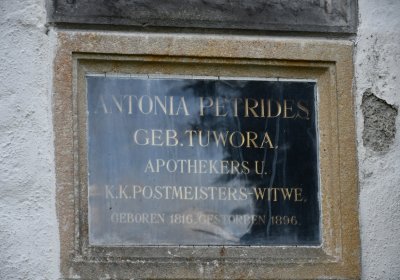 ANTONIA PETRIDES
GEB. TUWORA.
APOTHEKERS U.
K.K. POSTMEISTERS-WITWE,
GEBOREN 1816, GESTORBEN 1896.